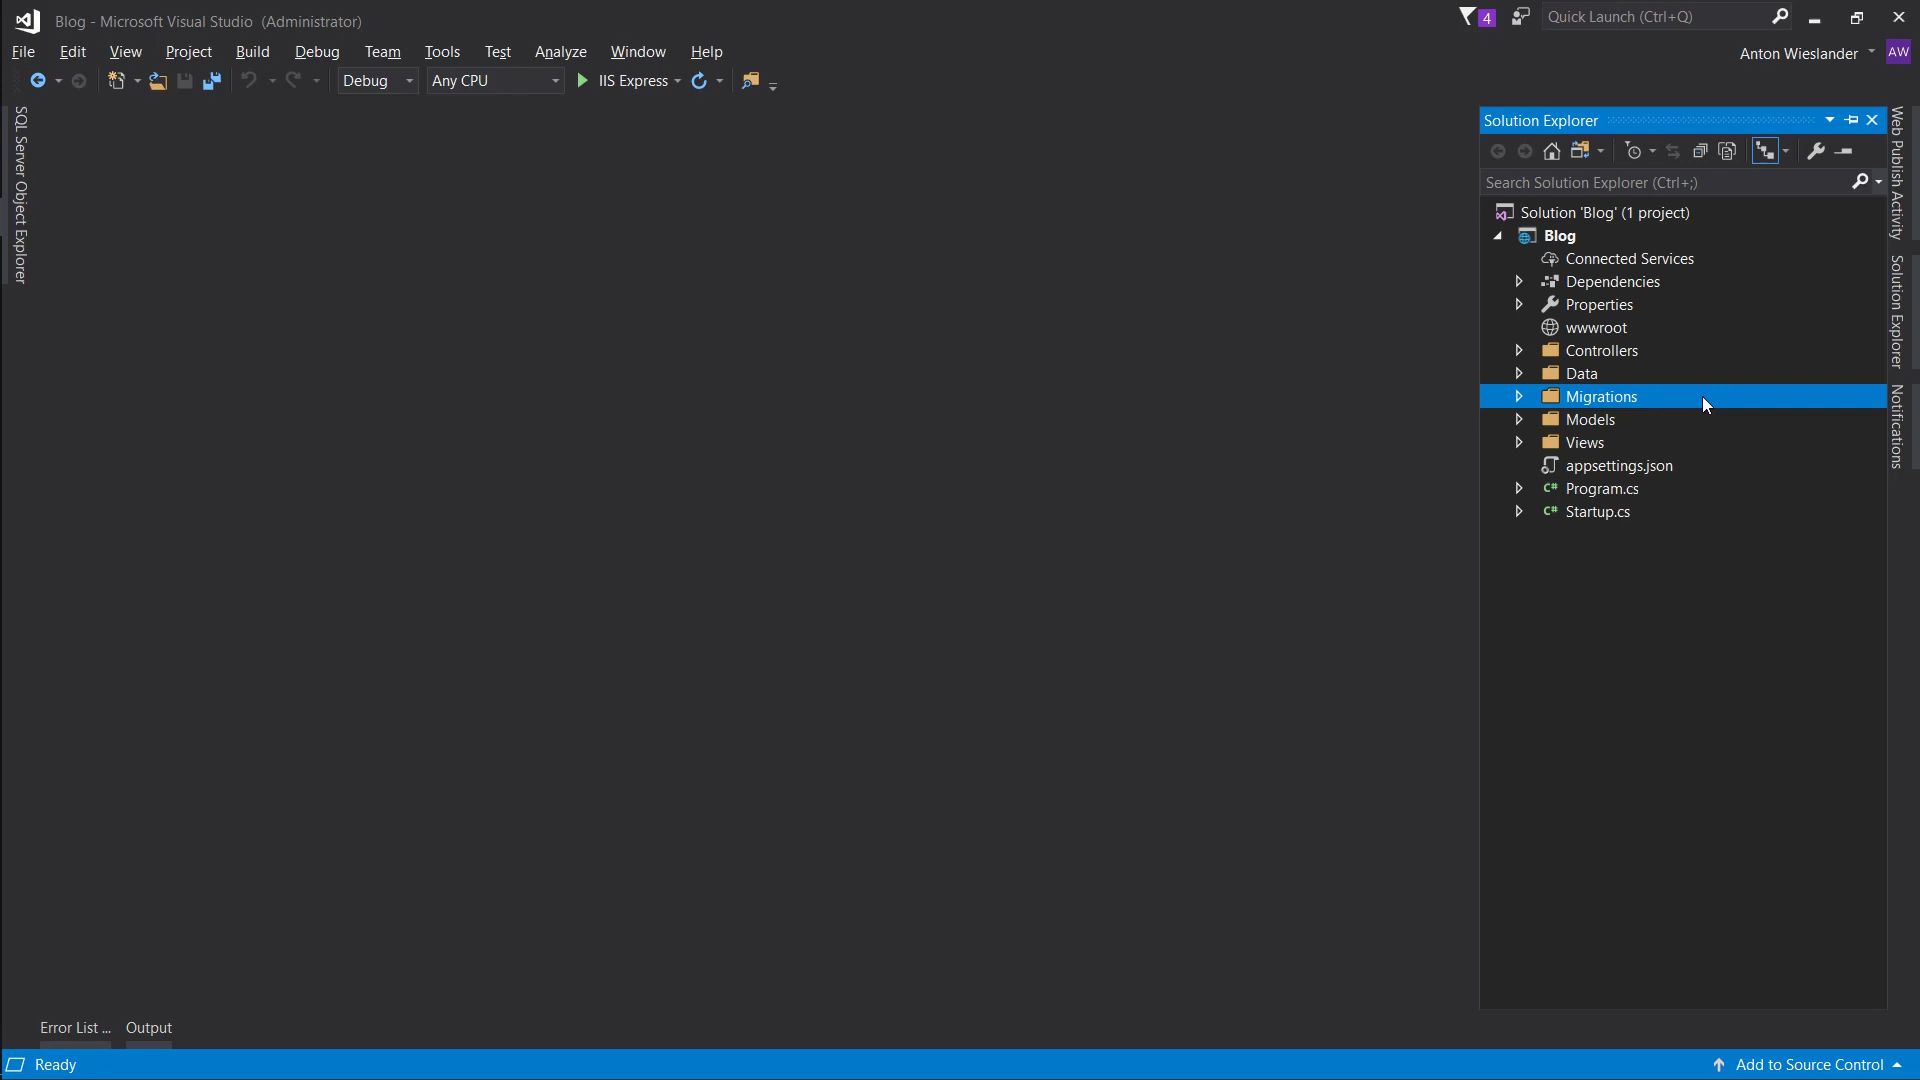 Blog - Microsoft Visual Studio (Administrator)
4
Quick Launch (Ctrl+Q)
File Edit View Project Build Debug Team Tools Test Analyze Window Help
Anton Wieslander AW
Debug Any CPU IIS Express
SQL Server Object Explorer
Solution Explorer
Search Solution Explorer (Ctrl+;)
Solution 'Blog' (1 project)
Blog
Connected Services
Dependencies
Properties
wwwroot
Controllers
Data
Migrations
Models
Views
appsettings.json
C# Program.cs
C# Startup.cs
Web Publish Activity
Solution Explorer
Notifications
Error List ... Output
Ready
Add to Source Control